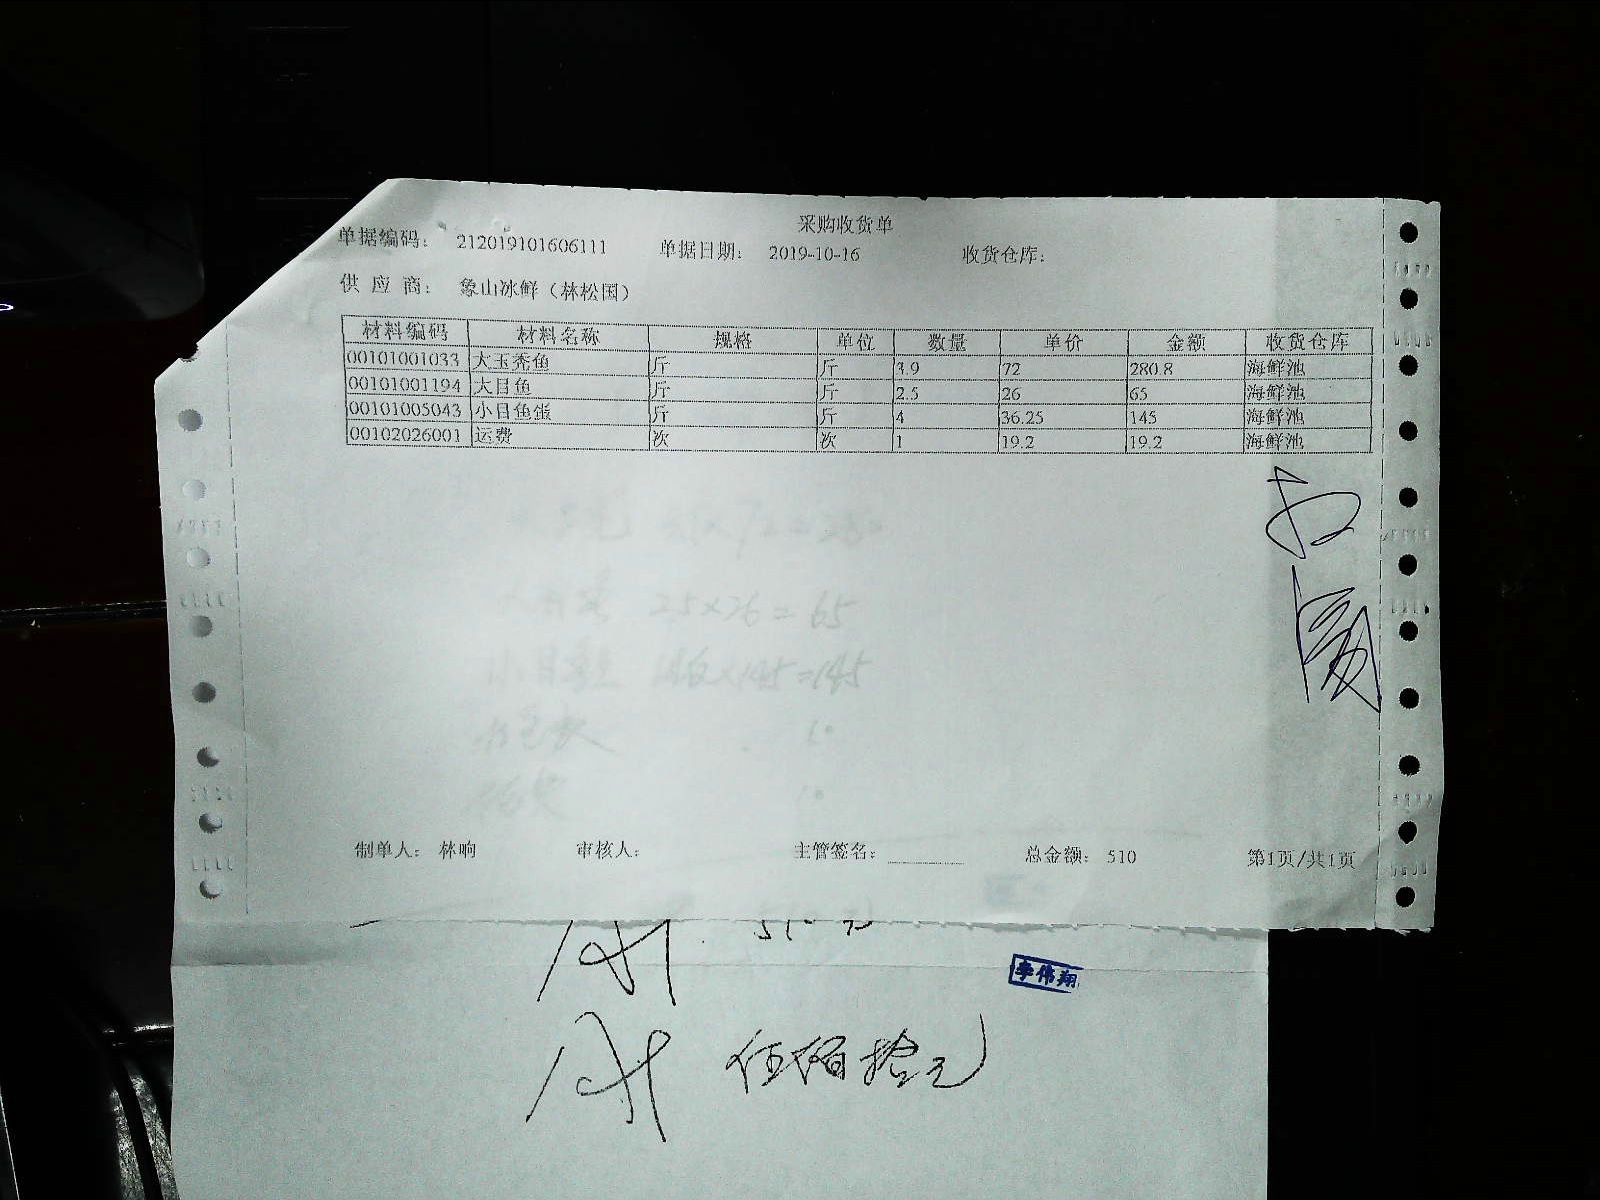 采购收货单
单据编码： 212019101606111 单据日期： 2019-10-16 收货仓库：
供 应 商： 象山冰鲜（林松国）
材料编码 材料名称 规格 单位 数量 单价 金额 收货仓库
00101001033 大玉秃鱼 斤 斤 3.9 72 280.8 海鲜池
00101001194 大目鱼 斤 斤 2.5 26 65 海鲜池
00101005043 小目鱼蛋 斤 斤 4 36.25 145 海鲜池
00102026001 运费 次 次 1 19.2 19.2 海鲜池
25×26=65
=145
制单人： 林响 审核人： 主管签名： 总金额： 510 第1页/共1页
李伟翔
伍佰拾元